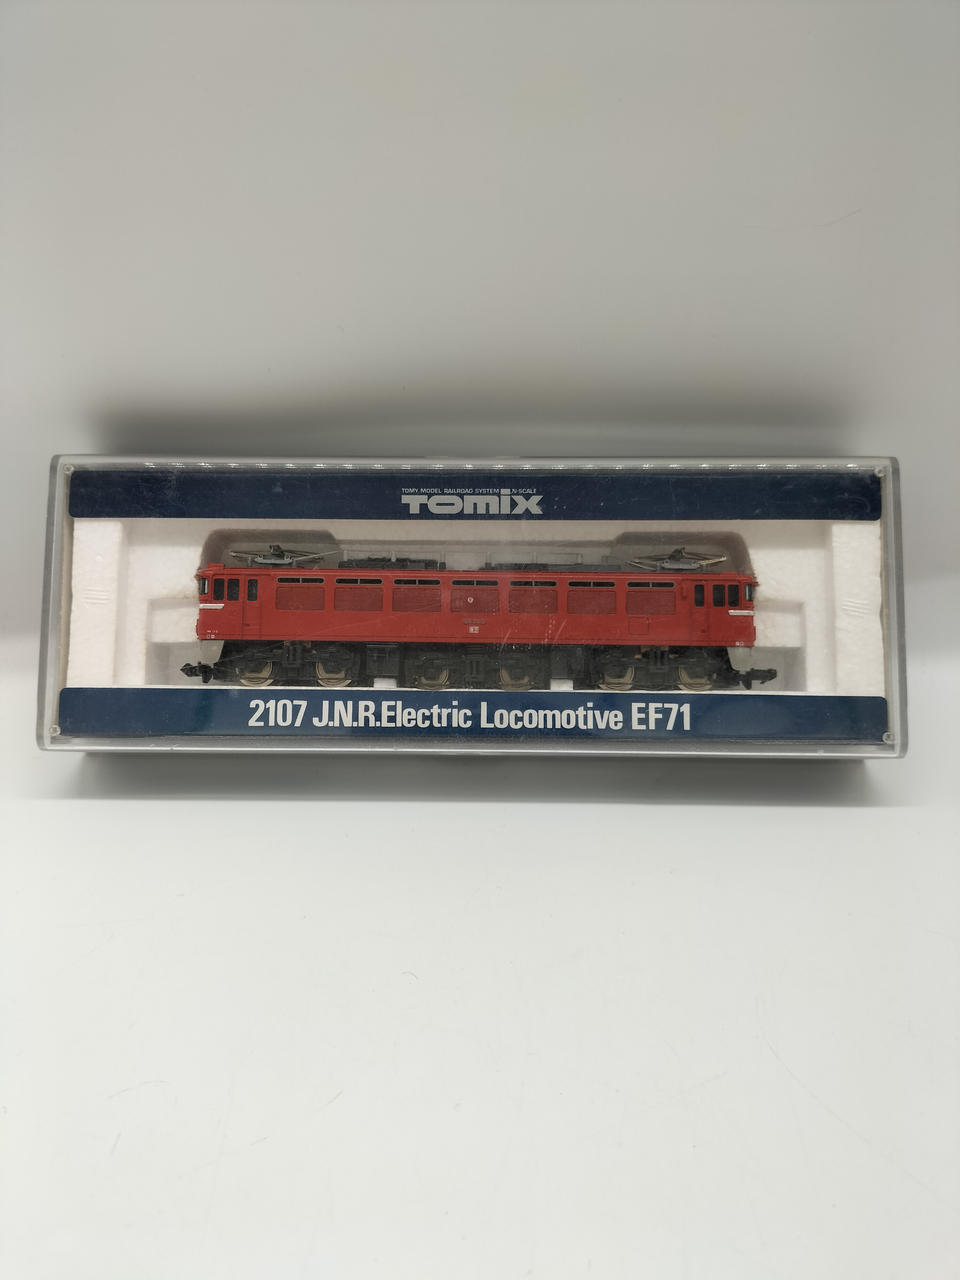 TOMY MODEL RAILROAD SYSTEM N-SCALE
TOMIX
2107 J.N.R.Electric Locomotive EF71